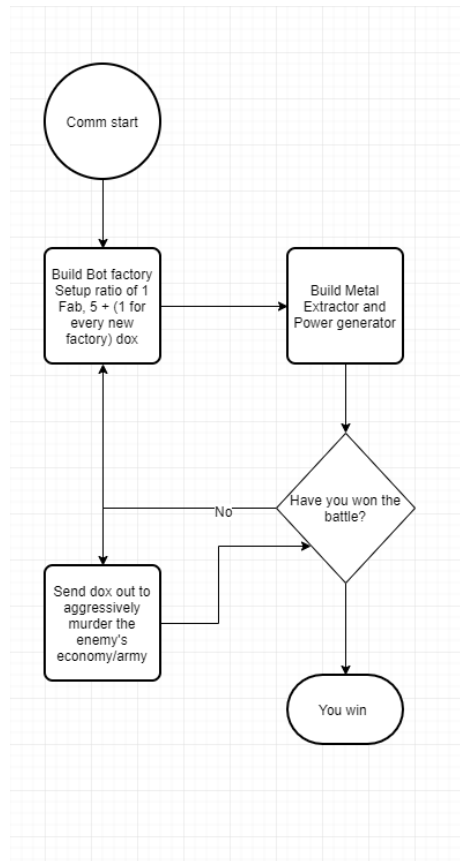 Comm start
Build Bot factory
Setup ratio of 1
Fab, 5 + (1 for
every new
factory) dox
Build Metal
Extractor and
Power generator
Have you won the
battle?
No
Send dox out to
aggressively
murder the
enemy's
economy/army
You win